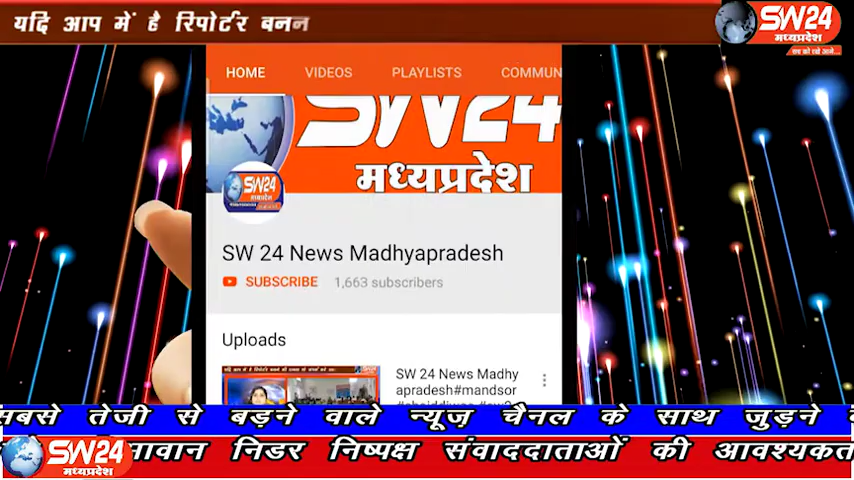 यदि आप में है रिपोर्टर बनन
SW24
मध्यप्रदेश
HOME VIDEOS PLAYLISTS COMMUN
SW24
मध्यप्रदेश
SW24
SW 24 News Madhyapradesh
SUBSCRIBE 1,663 subscribers
Uploads
SW 24 News Madhy
apradesh#mandsor
सबसे तेजी से बड़ने वाले न्यूज़ चैनल के साथ जुड़ने
निडर निष्पक्ष संवाददाताओं की आवश्यकत
SW24
मध्यप्रदेश